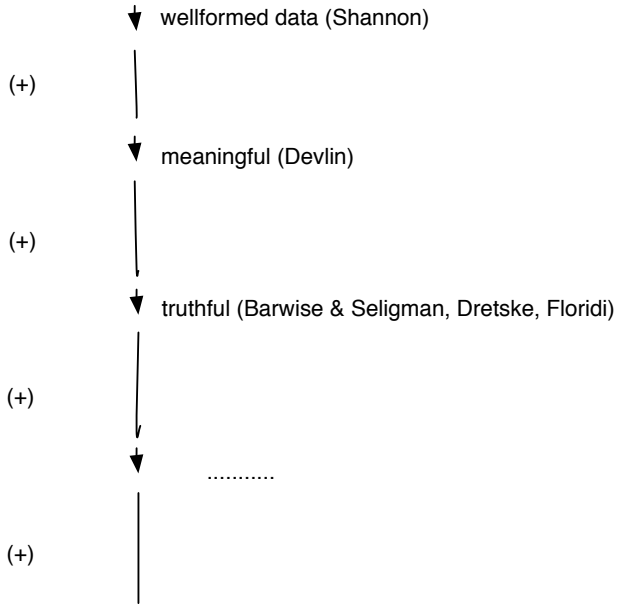 wellformed data (Shannon)
(+)
meaningful (Devlin)
(+)
truthful (Barwise & Seligman, Dretske, Floridi)
(+)
...........
(+)